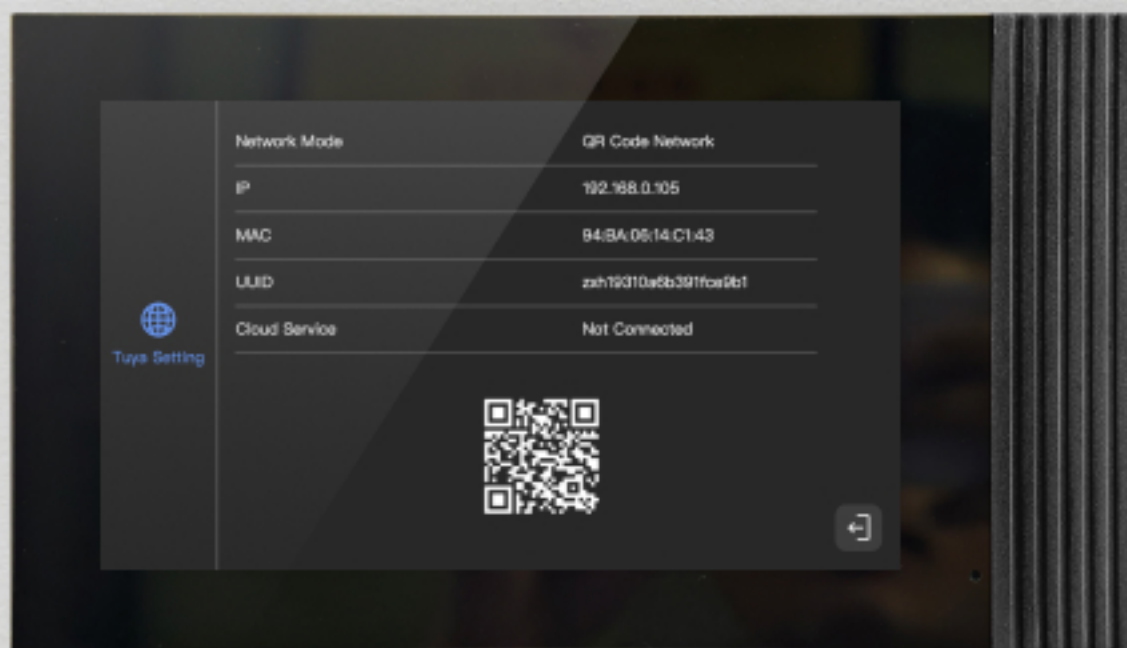 Network Mode QR Code Network
IP 192.168.0.105
MAC 94:BA:06:14:C1:43
UUID zxh19310a6b391fce9b1
Cloud Service Not Connected
Tuya Setting